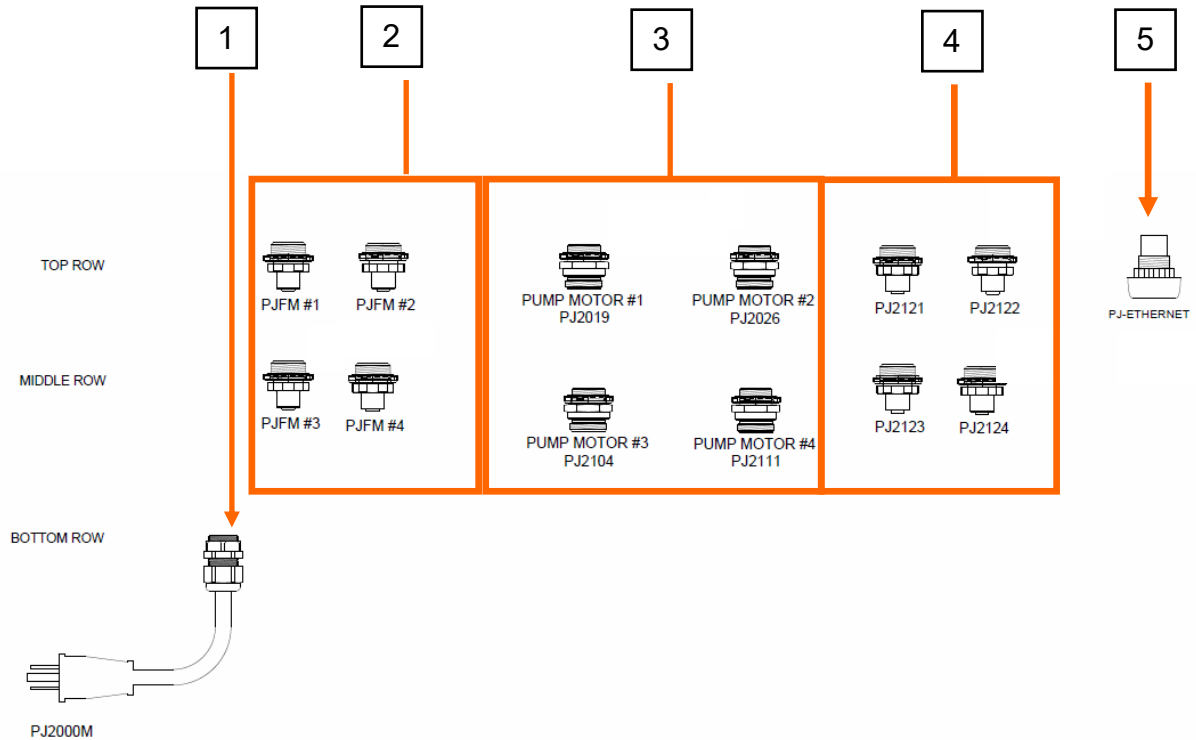 1
2
3
4
5
TOP ROW
PJFM #1
PJFM #2
PUMP MOTOR #1
PJ2019
PUMP MOTOR #2
PJ2026
PJ2121
PJ2122
PJ-ETHERNET
MIDDLE ROW
PJFM #3
PJFM #4
PUMP MOTOR #3
PJ2104
PUMP MOTOR #4
PJ2111
PJ2123
PJ2124
BOTTOM ROW
PJ2000M